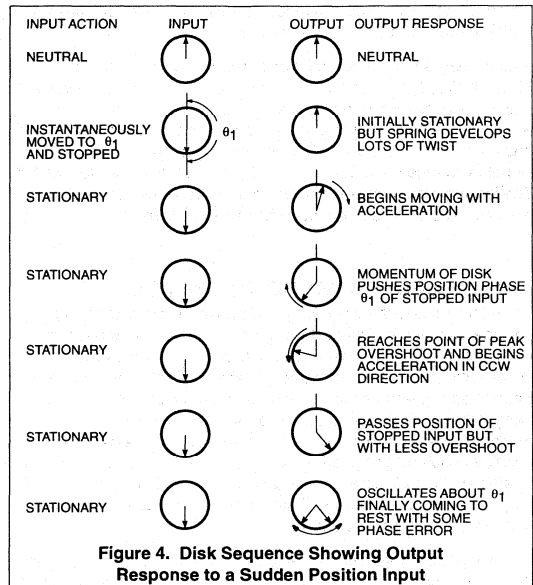 INPUT ACTION INPUT OUTPUT OUTPUT RESPONSE
NEUTRAL NEUTRAL
INSTANTANEOUSLY
MOVED TO θ1
AND STOPPED
θ1
INITIALLY STATIONARY
BUT SPRING DEVELOPS
LOTS OF TWIST
STATIONARY
BEGINS MOVING WITH
ACCELERATION
STATIONARY
MOMENTUM OF DISK
PUSHES POSITION PHASE
θ1 OF STOPPED INPUT
STATIONARY
REACHES POINT OF PEAK
OVERSHOOT AND BEGINS
ACCELERATION IN CCW
DIRECTION
STATIONARY
PASSES POSITION OF
STOPPED INPUT BUT
WITH LESS OVERSHOOT
STATIONARY
OSCILLATES ABOUT θ1
FINALLY COMING TO
REST WITH SOME
PHASE ERROR
Figure 4. Disk Sequence Showing Output
Response to a Sudden Position Input